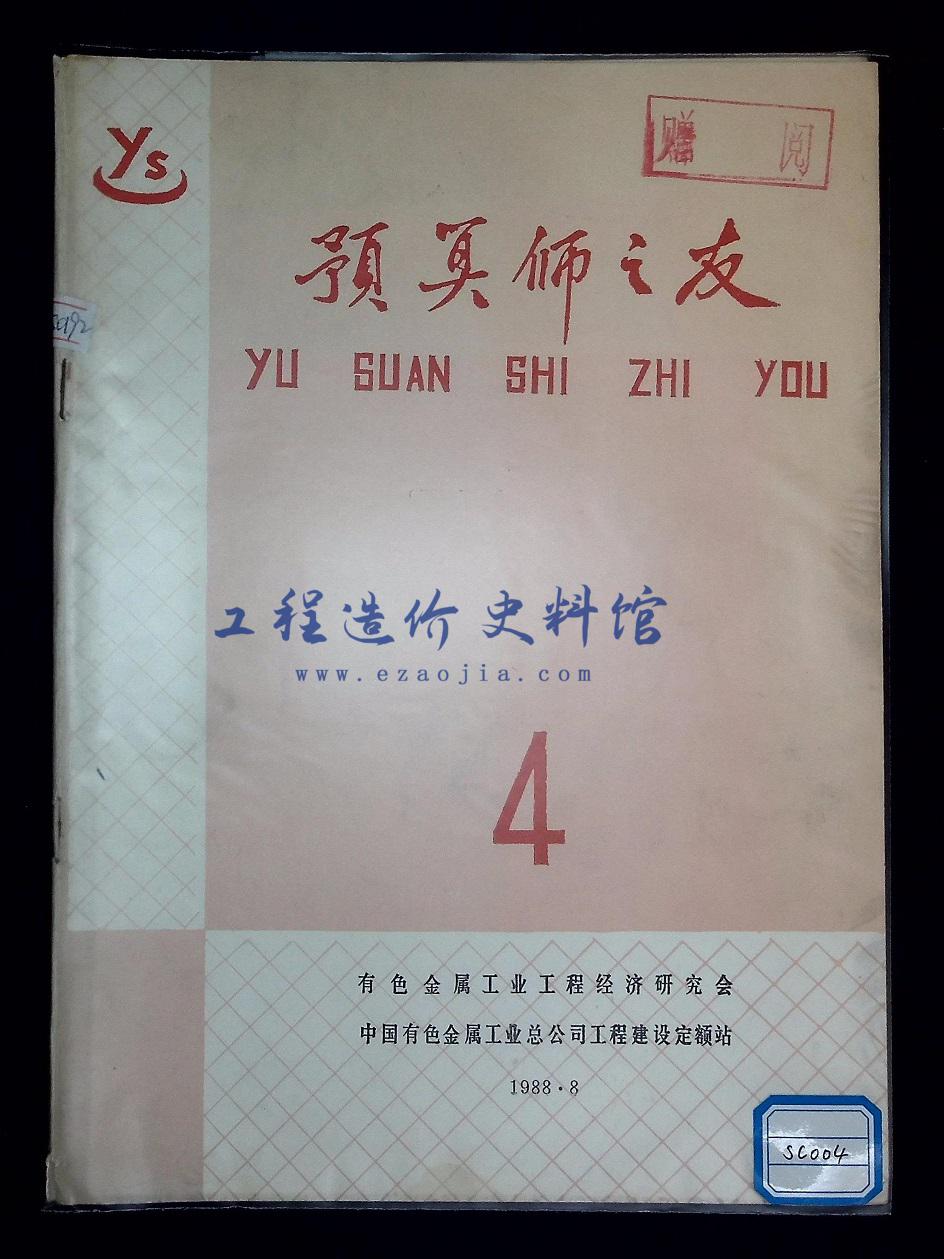 Ys
赠 阅
预算师之友
YU SUAN SHI ZHI YOU
工程造价史料馆
www.ezaojia.com
4
有色金属工业工程经济研究会
中国有色金属工业总公司工程建设定额站
1988·8
SC004